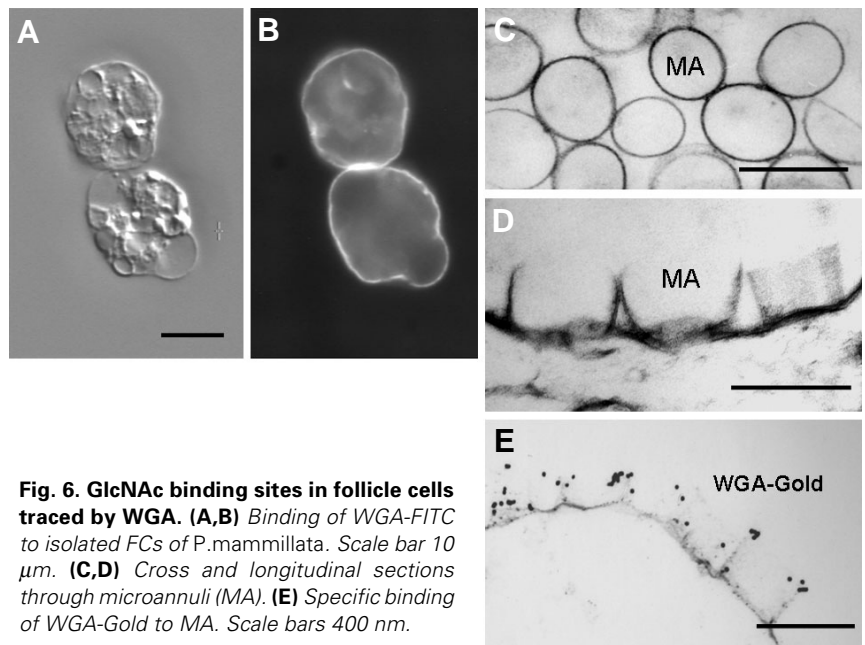 A
B
C
MA
D
MA
E
WGA-Gold
Fig. 6. GlcNAc binding sites in follicle cells
traced by WGA. (A,B) Binding of WGA-FITC
to isolated FCs of P.mammillata. Scale bar 10
μm. (C,D) Cross and longitudinal sections
through microannuli (MA). (E) Specific binding
of WGA-Gold to MA. Scale bars 400 nm.